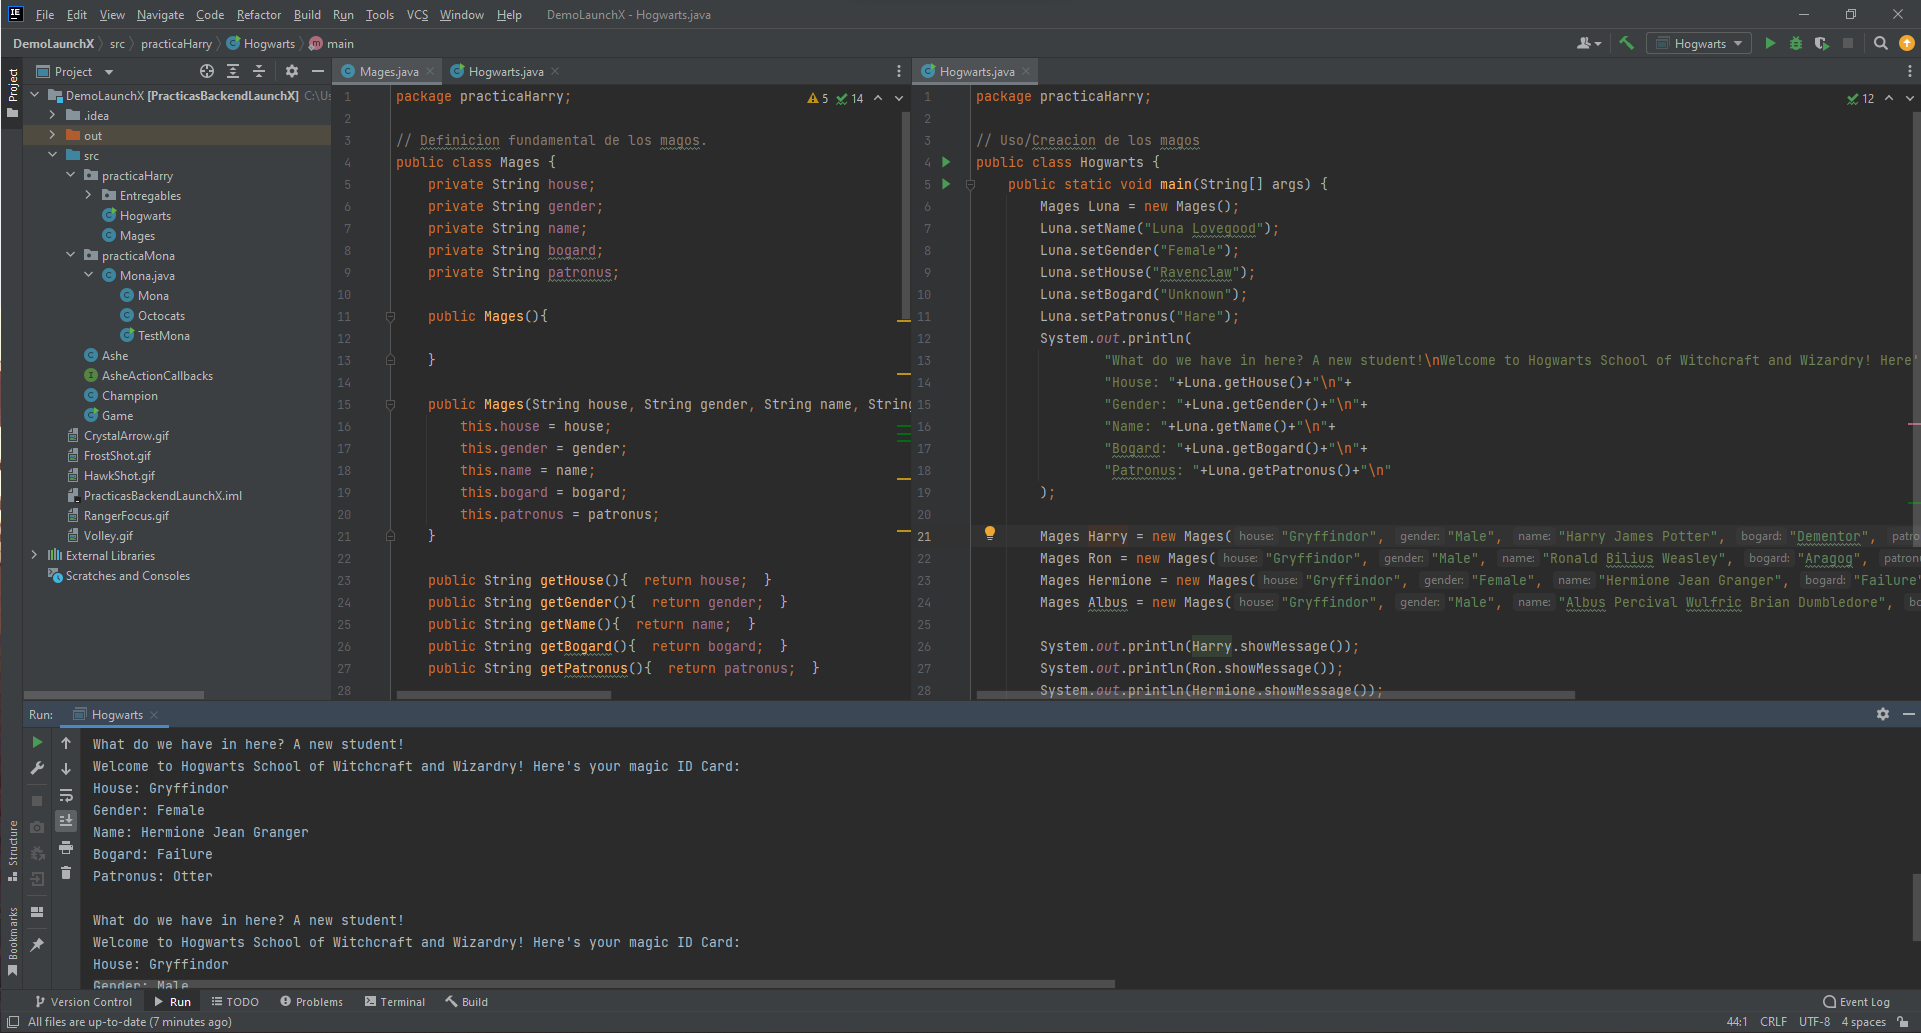 File Edit View Navigate Code Refactor Build Run Tools VCS Window Help DemoLaunchX - Hogwarts.java
DemoLaunchX src practicaHarry Hogwarts main
Hogwarts
Project
Project
DemoLaunchX [PracticasBackendLaunchX] C:\Us
.idea
out
src
practicaHarry
Entregables
Hogwarts
Mages
practicaMona
Mona.java
Mona
Octocats
TestMona
Ashe
AsheActionCallbacks
Champion
Game
CrystalArrow.gif
FrostShot.gif
HawkShot.gif
PracticasBackendLaunchX.iml
RangerFocus.gif
Volley.gif
External Libraries
Scratches and Consoles
Mages.java Hogwarts.java
5 14
1 package practicaHarry;
2
3 // Definicion fundamental de los magos.
4 public class Mages {
5 private String house;
6 private String gender;
7 private String name;
8 private String bogard;
9 private String patronus;
10
11 public Mages(){
12
13 }
14
15 public Mages(String house, String gender, String name, String
16 this.house = house;
17 this.gender = gender;
18 this.name = name;
19 this.bogard = bogard;
20 this.patronus = patronus;
21 }
22
23 public String getHouse(){ return house; }
24 public String getGender(){ return gender; }
25 public String getName(){ return name; }
26 public String getBogard(){ return bogard; }
27 public String getPatronus(){ return patronus; }
28
Hogwarts.java
12
1 package practicaHarry;
2
3 // Uso/Creacion de los magos
4 public class Hogwarts {
5 public static void main(String[] args) {
6 Mages Luna = new Mages();
7 Luna.setName("Luna Lovegood");
8 Luna.setGender("Female");
9 Luna.setHouse("Ravenclaw");
10 Luna.setBogard("Unknown");
11 Luna.setPatronus("Hare");
12 System.out.println(
13 "What do we have in here? A new student!\nWelcome to Hogwarts School of Witchcraft and Wizardry! Here'
14 "House: "+Luna.getHouse()+"\n"+
15 "Gender: "+Luna.getGender()+"\n"+
16 "Name: "+Luna.getName()+"\n"+
17 "Bogard: "+Luna.getBogard()+"\n"+
18 "Patronus: "+Luna.getPatronus()+"\n"
19 );
20
21 Mages Harry = new Mages( house: "Gryffindor", gender: "Male", name: "Harry James Potter", bogard: "Dementor", patro
22 Mages Ron = new Mages( house: "Gryffindor", gender: "Male", name: "Ronald Bilius Weasley", bogard: "Aragog", patron
23 Mages Hermione = new Mages( house: "Gryffindor", gender: "Female", name: "Hermione Jean Granger", bogard: "Failure"
24 Mages Albus = new Mages( house: "Gryffindor", gender: "Male", name: "Albus Percival Wulfric Brian Dumbledore", bo
25
26 System.out.println(Harry.showMessage());
27 System.out.println(Ron.showMessage());
28 System.out.println(Hermione.showMessage());
Run: Hogwarts
What do we have in here? A new student!
Welcome to Hogwarts School of Witchcraft and Wizardry! Here's your magic ID Card:
House: Gryffindor
Gender: Female
Name: Hermione Jean Granger
Bogard: Failure
Patronus: Otter
What do we have in here? A new student!
Welcome to Hogwarts School of Witchcraft and Wizardry! Here's your magic ID Card:
House: Gryffindor
Gender: Male
Structure
Bookmarks
Version Control Run TODO Problems Terminal Build Event Log
All files are up-to-date (7 minutes ago) 44:1 CRLF UTF-8 4 spaces